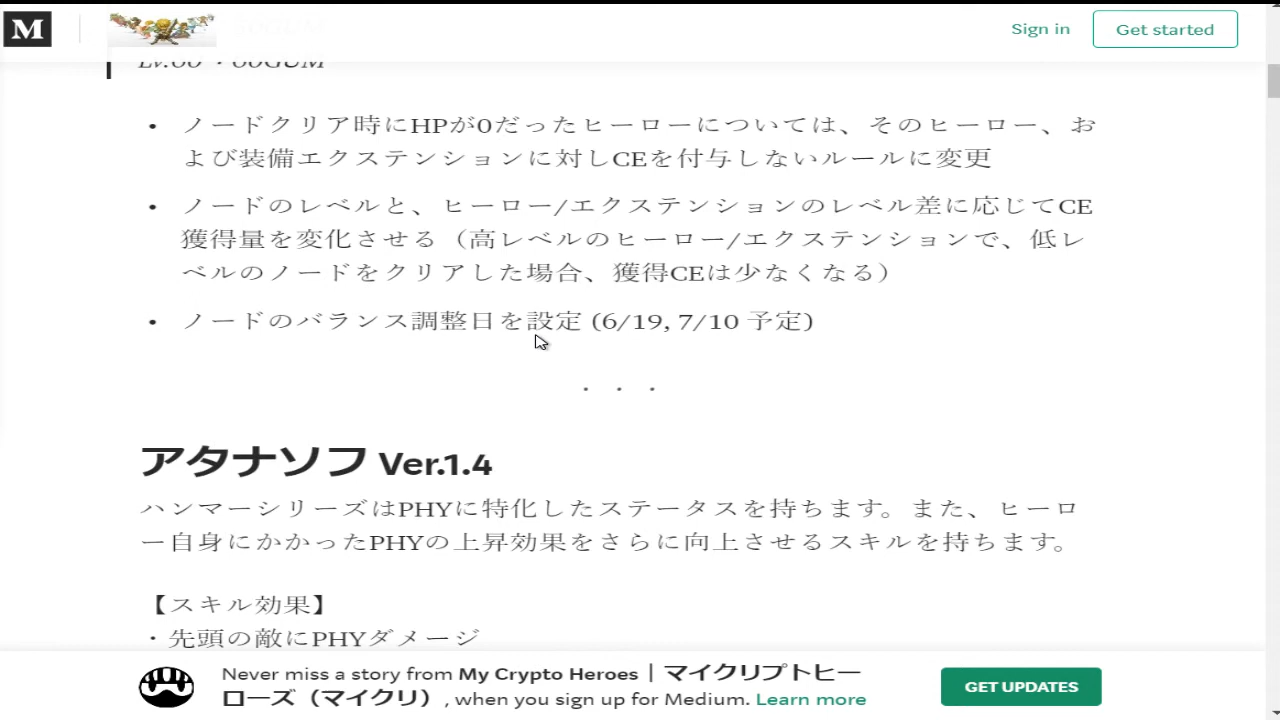 M
Sign in
Get started
• ノードクリア時にHPが0だったヒーローについては、そのヒーロー、お
よび装備エクステンションに対しCEを付与しないルールに変更
• ノードのレベルと、ヒーロー/エクステンションのレベル差に応じてCE
獲得量を変化させる（高レベルのヒーロー/エクステンションで、低レ
ベルのノードをクリアした場合、獲得CEは少なくなる）
• ノードのバランス調整日を設定 (6/19, 7/10 予定)
. . .
アタナソフ Ver.1.4
ハンマーシリーズはPHYに特化したステータスを持ちます。また、ヒーロ
ー自身にかかったPHYの上昇効果をさらに向上させるスキルを持ちます。
【スキル効果】
・先頭の敵にPHYダメージ
Never miss a story from My Crypto Heroes | マイクリプトヒー
ローズ（マイクリ）, when you sign up for Medium. Learn more
GET UPDATES